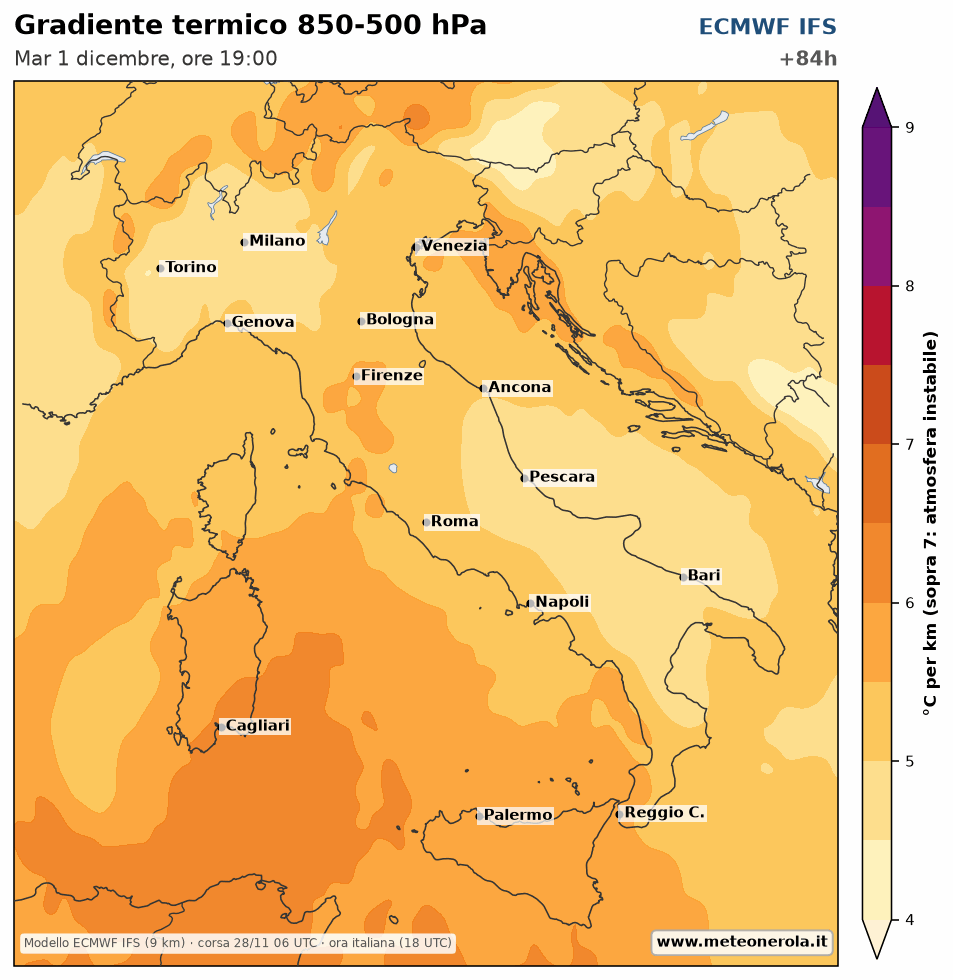 Gradiente termico 850-500 hPa
ECMWF IFS
Mar 1 dicembre, ore 19:00
+84h
Milano
Venezia
Torino
Genova
Bologna
Firenze
Ancona
Pescara
Roma
Bari
Napoli
Cagliari
Palermo
Reggio C.
9
8
7
6
5
4
°C per km (sopra 7: atmosfera instabile)
Modello ECMWF IFS (9 km) · corsa 28/11 06 UTC · ora italiana (18 UTC)
www.meteonerola.it